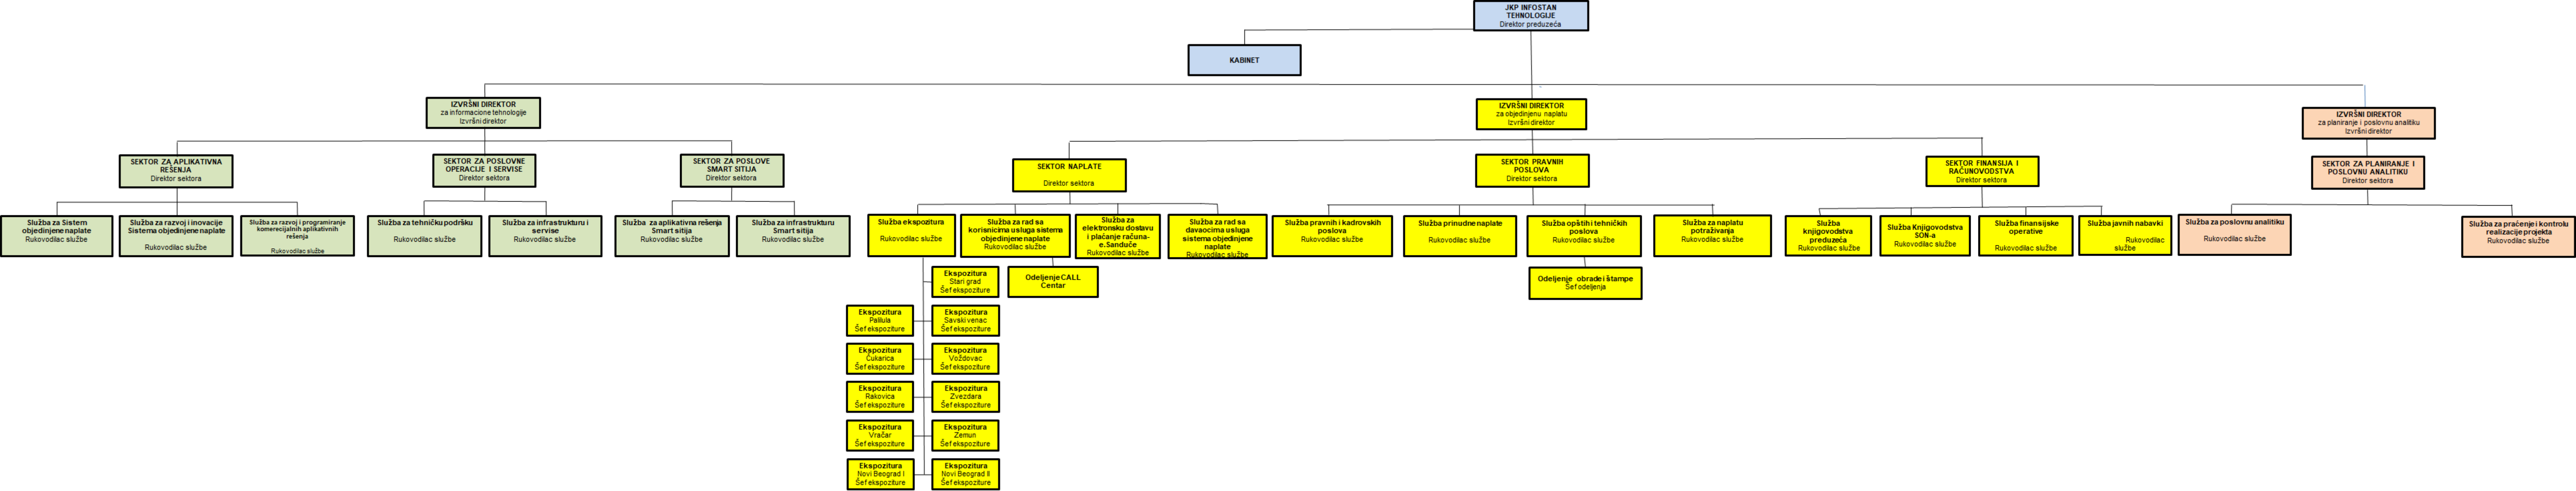 JKP INFOSTAN
TEHNOLOGIJE
Direktor preduzeća
KABINET
IZVRŠNI DIREKTOR
za informacione tehnologije
Izvršni direktor
IZVRŠNI DIREKTOR
za objedinjenu naplatu
Izvršni direktor
IZVRŠNI DIREKTOR
za planiranje i poslovnu analitiku
Izvršni direktor
SEKTOR ZA APLIKATIVNA
REŠENJA
Direktor sektora
SEKTOR ZA POSLOVNE
OPERACIJE I SERVISE
Direktor sektora
SEKTOR ZA POSLOVE
SMART SITIJA
Direktor sektora
SEKTOR NAPLATE
Direktor sektora
SEKTOR PRAVNIH
POSLOVA
Direktor sektora
SEKTOR FINANSIJA I
RAČUNOVODSTVA
Direktor sektora
SEKTOR ZA PLANIRANJE I
POSLOVNU ANALITIKU
Direktor sektora
Služba za Sistem
objedinjene naplate
Rukovodilac službe
Služba za razvoj i inovacije
Sistema objedinjene naplate
Rukovodilac službe
Služba za razvoj i programiranje
komerecijalnih aplikativnih
rešenja
Rukovodilac službe
Služba za tehničku podršku
Rukovodilac službe
Služba za infrastrukturu i
servise
Rukovodilac službe
Služba za aplikativna rešenja
Smart sitija
Rukovodilac službe
Služba za infrastrukturu
Smart sitija
Rukovodilac službe
Služba ekspozitura
Rukovodilac službe
Služba za rad sa
korisnicima usluga sistema
objedinjene naplate
Rukovodilac službe
Služba za
elektronsku dostavu
i plaćanje računa-
e.Sanduče
Rukovodilac službe
Služba za rad sa
davaocima usluga
sistema objedinjene
naplate
Rukovodilac službe
Služba pravnih i kadrovskih
poslova
Rukovodilac službe
Služba prinudne naplate
Rukovodilac službe
Služba opštih i tehničkih
poslova
Rukovodilac službe
Služba za naplatu
potraživanja
Rukovodilac službe
Služba
knjigovodstva
preduzeća
Rukovodilac službe
Služba Knjigovodstva
SON-a
Rukovodilac službe
Služba finansijske
operative
Rukovodilac službe
Služba javnih nabavki
Rukovodilac
službe
Služba za poslovnu analitiku
Rukovodilac službe
Služba za praćenje i kontrolu
realizacije projekta
Rukovodilac službe
Ekspozitura
Stari grad
Šef ekspoziture
Odeljenje CALL
Centar
Odeljenje obrade i štampe
Šef odeljenja
Ekspozitura
Palilula
Šef ekspoziture
Ekspozitura
Savski venac
Šef ekspoziture
Ekspozitura
Čukarica
Šef ekspoziture
Ekspozitura
Voždovac
Šef ekspoziture
Ekspozitura
Rakovica
Šef ekspoziture
Ekspozitura
Zvezdara
Šef ekspoziture
Ekspozitura
Vračar
Šef ekspoziture
Ekspozitura
Zemun
Šef ekspoziture
Ekspozitura
Novi Beograd I
Šef ekspoziture
Ekspozitura
Novi Beograd II
Šef ekspoziture